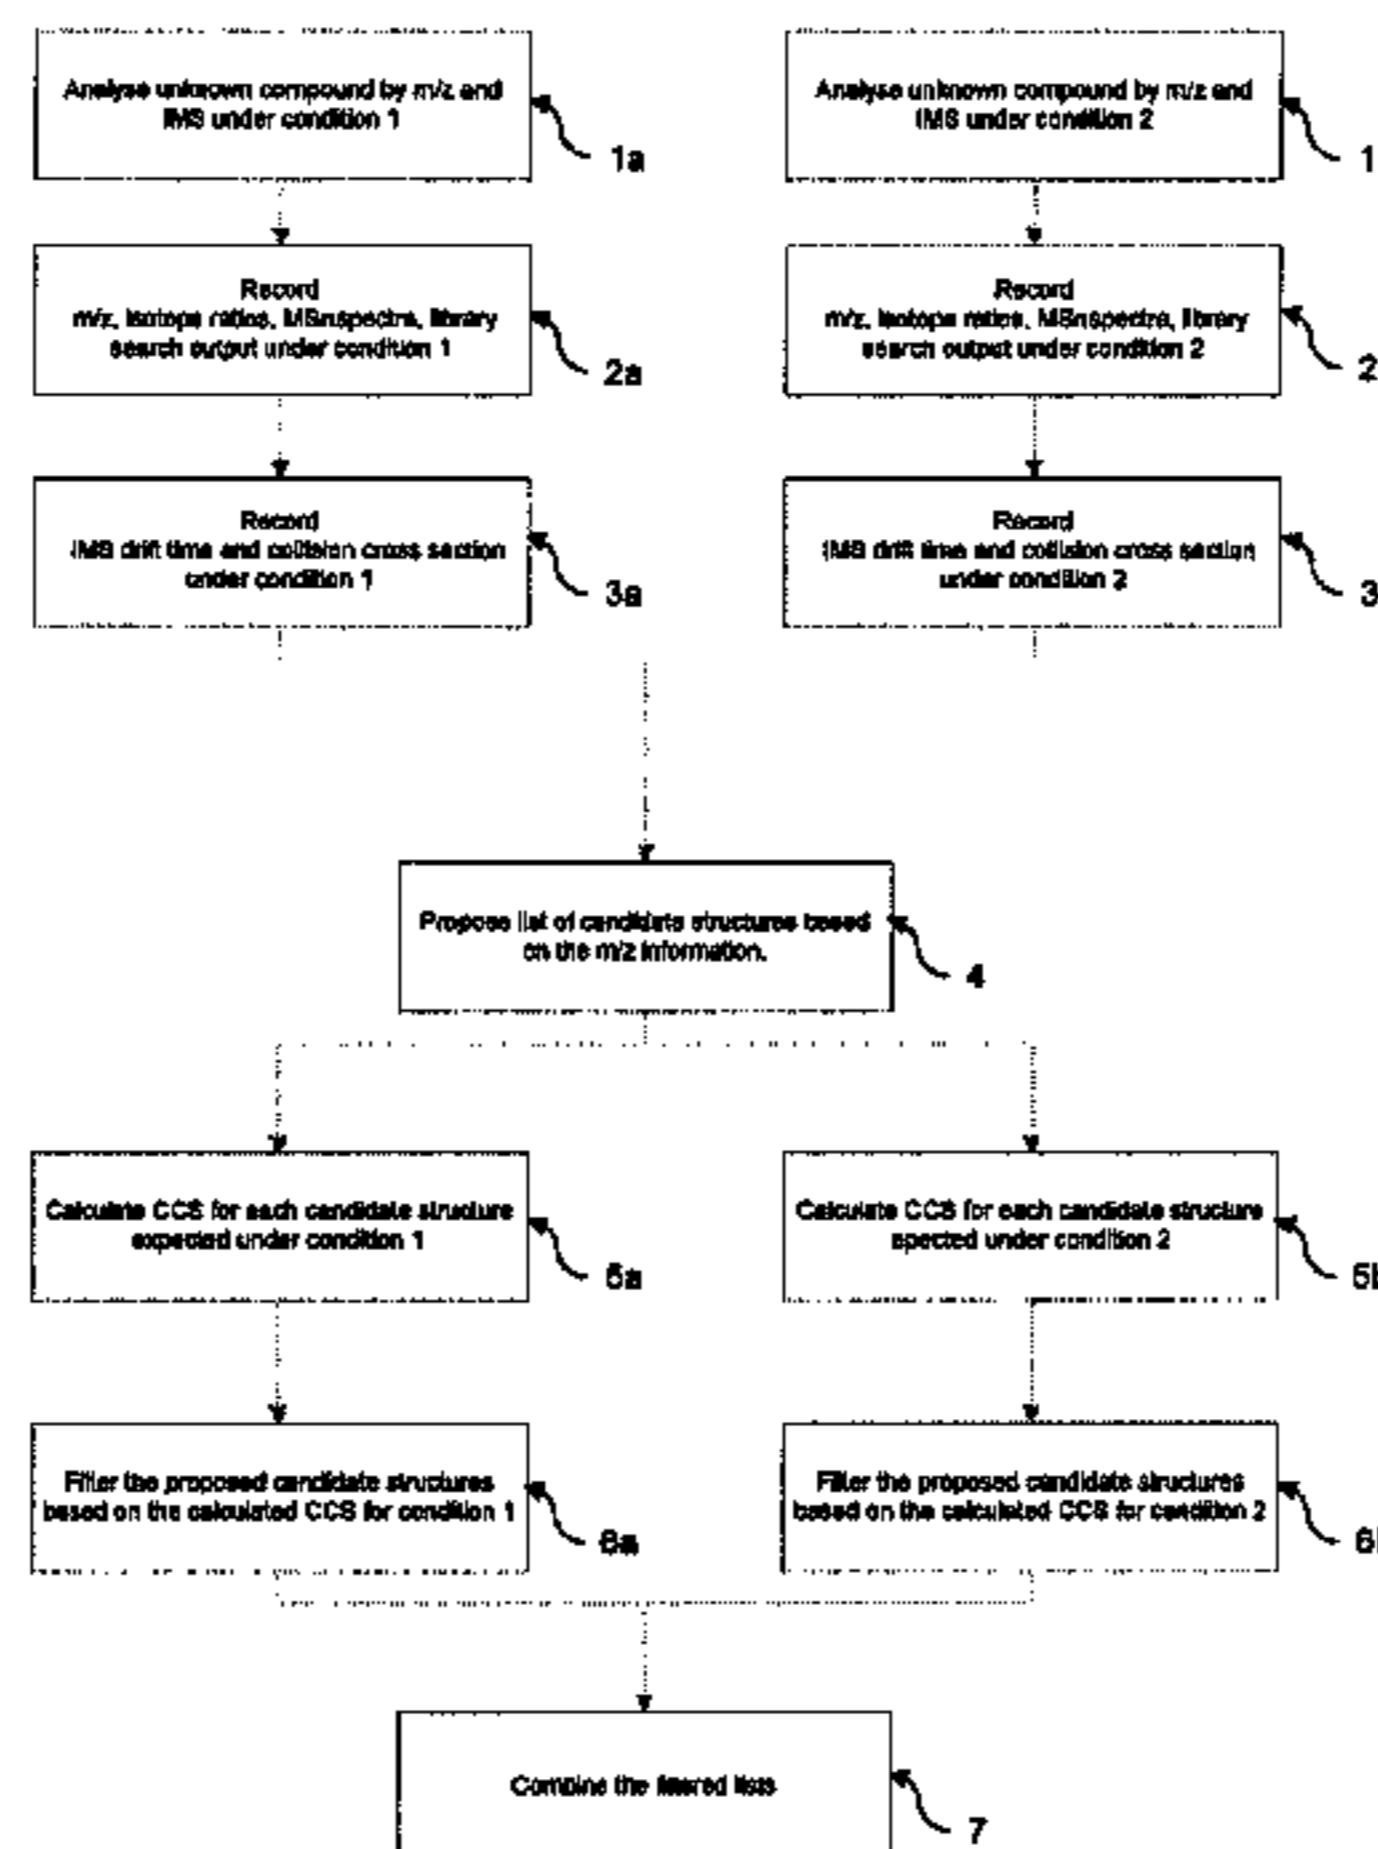 Analyse unknown compound by m/z and
IMS under condition 1
1a
Analyse unknown compound by m/z and
IMS under condition 2
1
Record
m/z, isotope ratios, MSnspectra, library
search output under condition 1
2a
Record
m/z, isotope ratios, MSnspectra, library
search output under condition 2
2
Record
IMS drift time and collision cross section
under condition 1
3a
Record
IMS drift time and collision cross section
under condition 2
3
Propose list of candidate structures based
on the m/z information.
4
Calculate CCS for each candidate structure
expected under condition 1
5a
Calculate CCS for each candidate structure
spected under condition 2
5b
Filter the proposed candidate structures
based on the calculated CCS for condition 1
6a
Filter the proposed candidate structures
based on the calculated CCS for condition 2
6
Combine the filtered lists
7